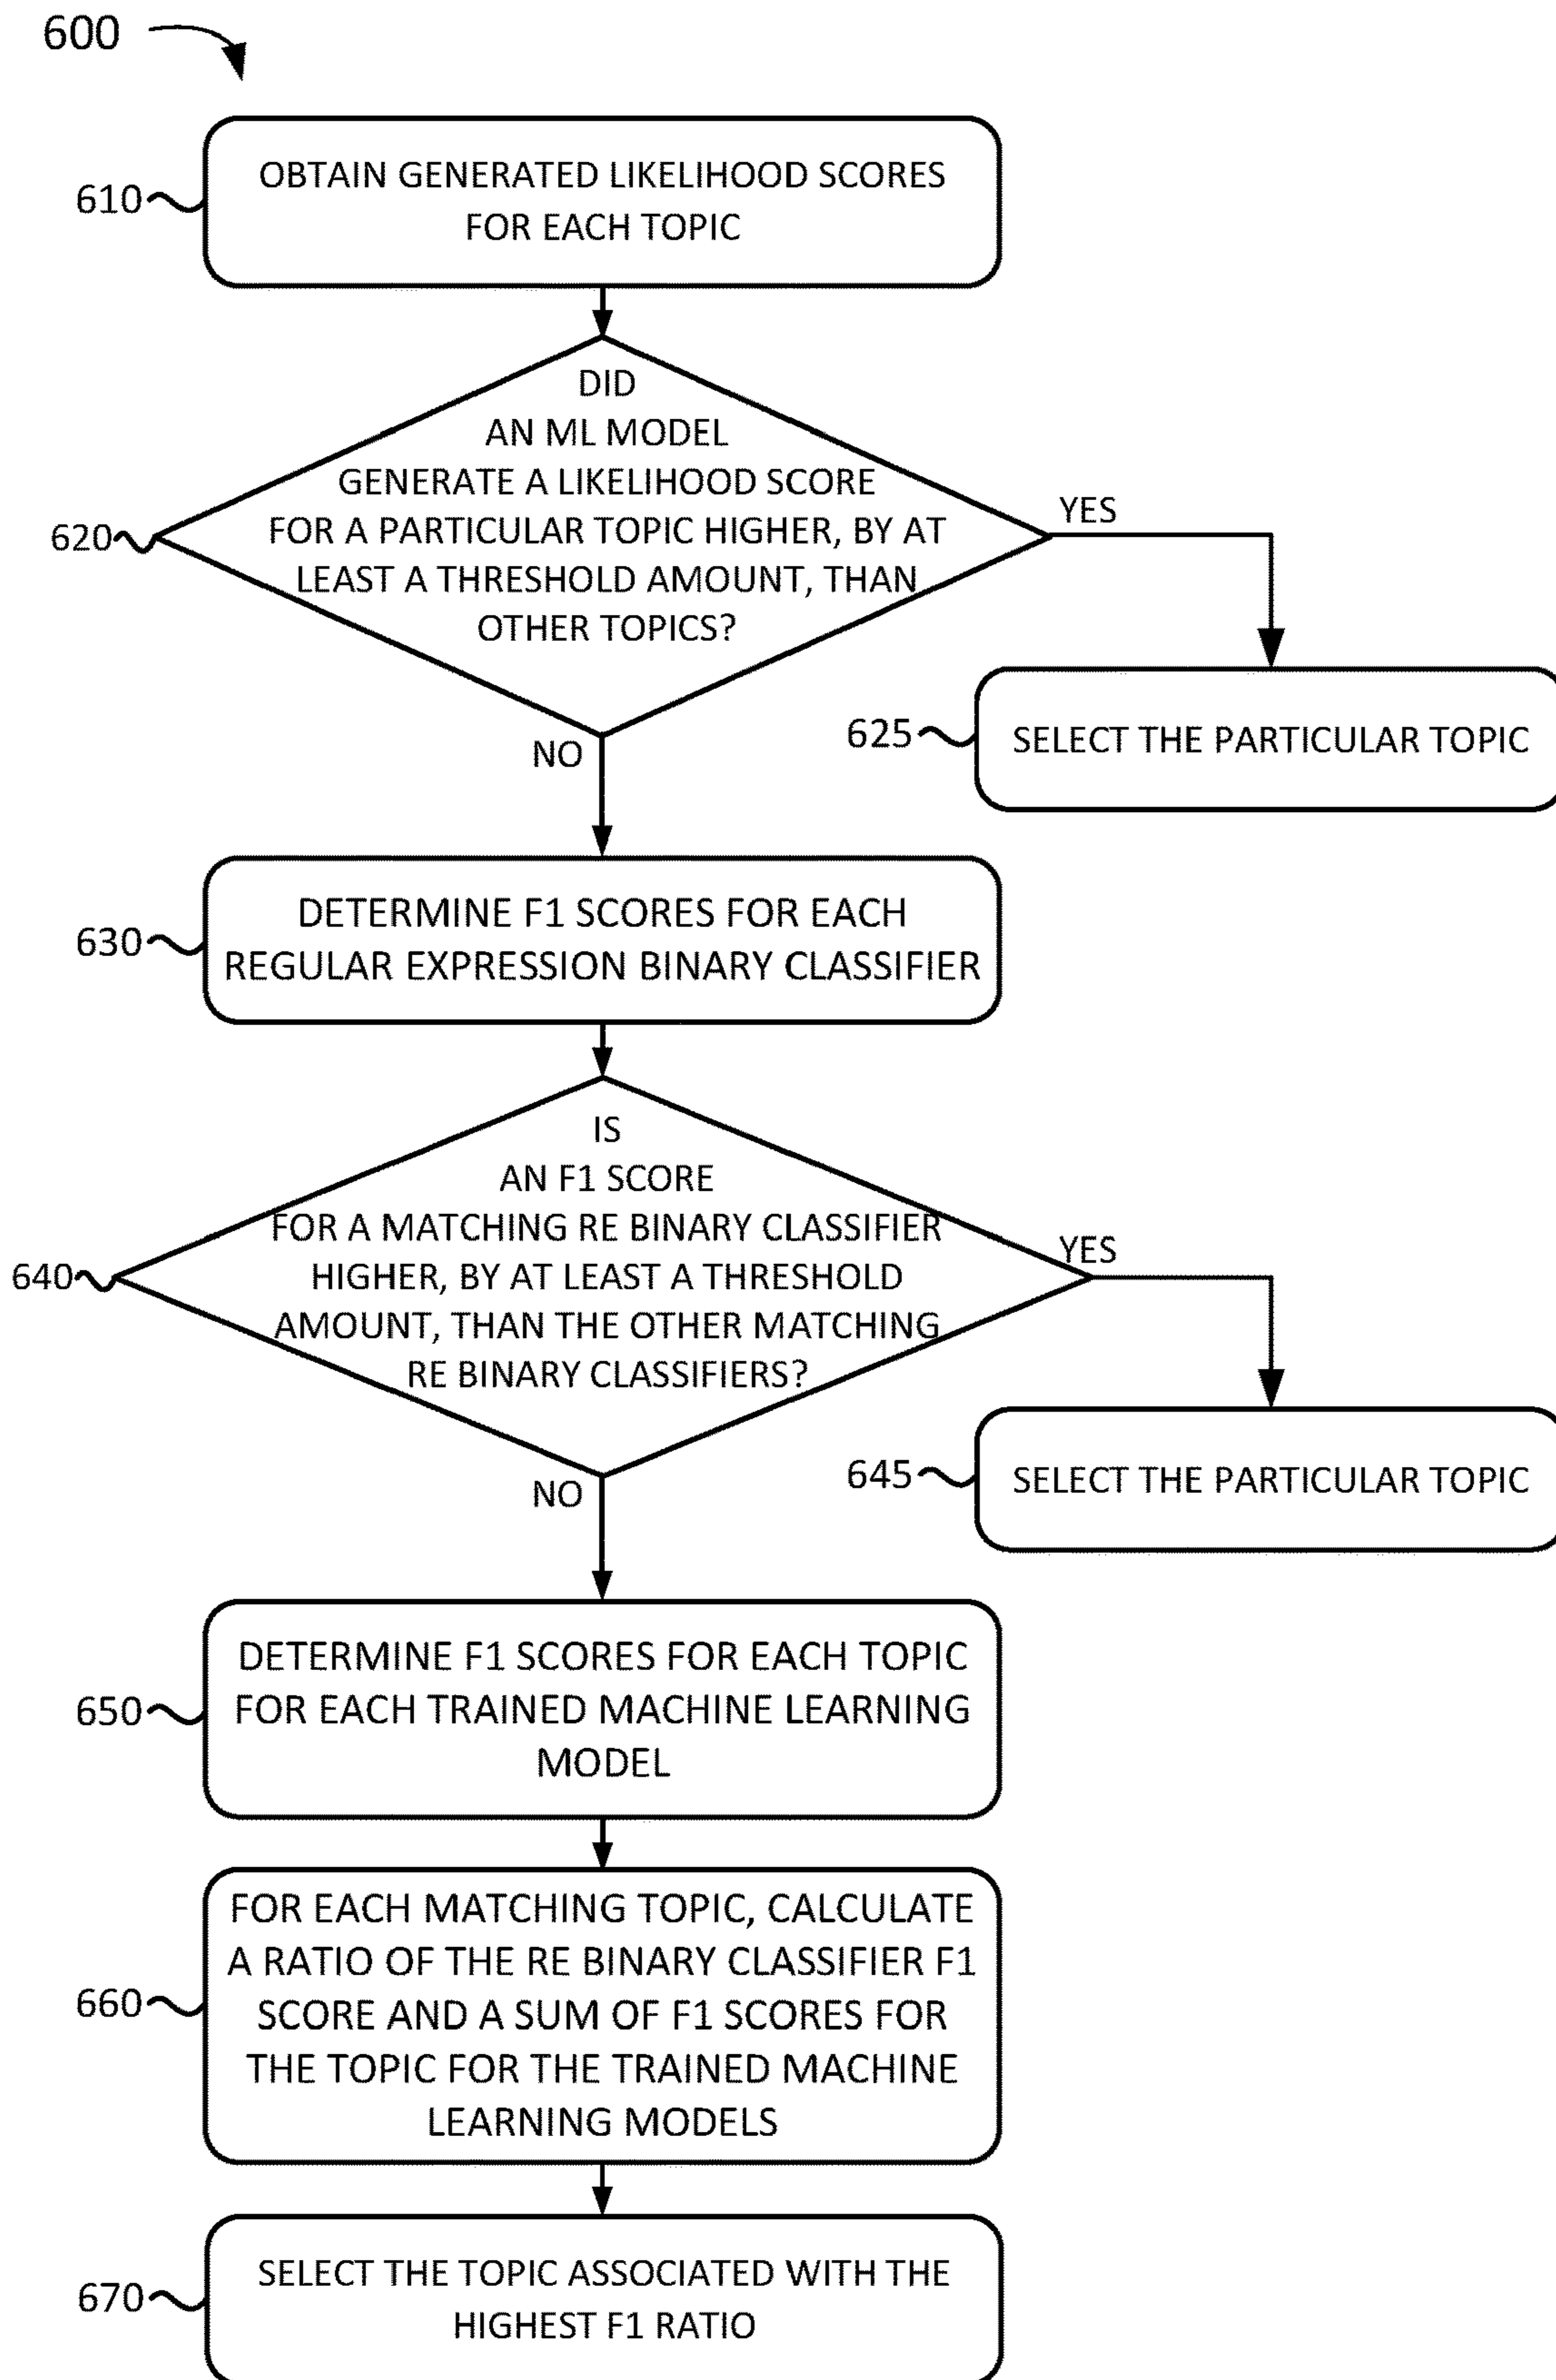 600
610
OBTAIN GENERATED LIKELIHOOD SCORES
FOR EACH TOPIC
620
DID
AN ML MODEL
GENERATE A LIKELIHOOD SCORE
FOR A PARTICULAR TOPIC HIGHER, BY AT
LEAST A THRESHOLD AMOUNT, THAN
OTHER TOPICS?
YES
625
SELECT THE PARTICULAR TOPIC
NO
630
DETERMINE F1 SCORES FOR EACH
REGULAR EXPRESSION BINARY CLASSIFIER
640
IS
AN F1 SCORE
FOR A MATCHING RE BINARY CLASSIFIER
HIGHER, BY AT LEAST A THRESHOLD
AMOUNT, THAN THE OTHER MATCHING
RE BINARY CLASSIFIERS?
YES
645
SELECT THE PARTICULAR TOPIC
NO
650
DETERMINE F1 SCORES FOR EACH TOPIC
FOR EACH TRAINED MACHINE LEARNING
MODEL
660
FOR EACH MATCHING TOPIC, CALCULATE
A RATIO OF THE RE BINARY CLASSIFIER F1
SCORE AND A SUM OF F1 SCORES FOR
THE TOPIC FOR THE TRAINED MACHINE
LEARNING MODELS
670
SELECT THE TOPIC ASSOCIATED WITH THE
HIGHEST F1 RATIO